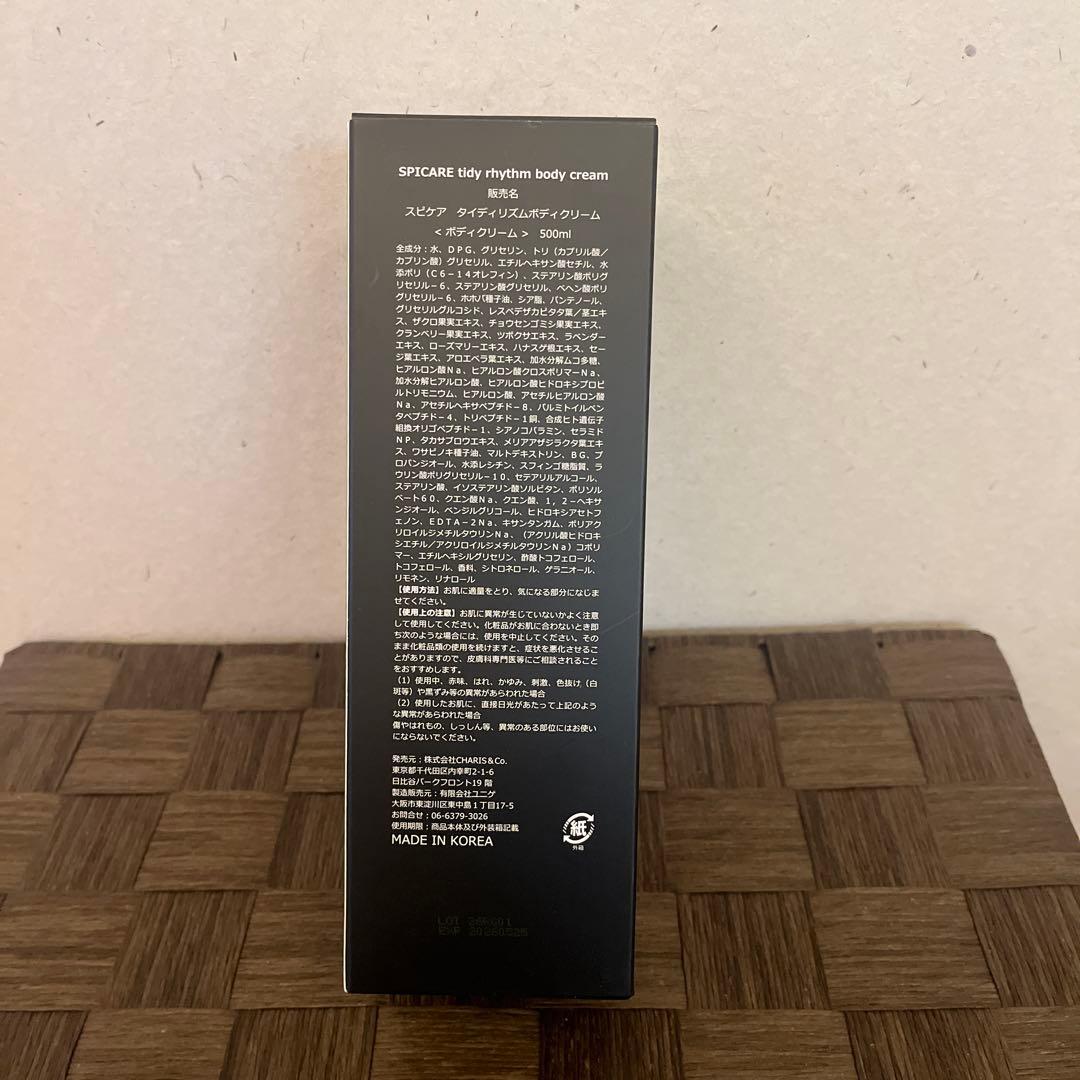 SPICARE tidy rhythm body cream
販売名
スピケア　タイディリズムボディクリーム
< ボディクリーム >　500ml
全成分：水、ＤＰＧ、グリセリン、トリ（カプリル酸／
カプリン酸）グリセリル、エチルヘキサン酸セチル、水
添ポリ（Ｃ６－１４オレフィン）、ステアリン酸ポリグ
リセリル－６、ステアリン酸グリセリル、ベヘン酸ポリ
グリセリル－６、ホホバ種子油、シア脂、パンテノール、
グリセリルグルコシド、レスペデザカピタタ葉／茎エキ
ス、ザクロ果実エキス、チョウセンゴミシ果実エキス、
クランベリー果実エキス、ツボクサエキス、ラベンダー
エキス、ローズマリーエキス、ハナスゲ根エキス、セー
ジ葉エキス、アロエベラ葉エキス、加水分解ムコ多糖、
ヒアルロン酸Ｎａ、ヒアルロン酸クロスポリマーＮａ、
加水分解ヒアルロン酸、ヒアルロン酸ヒドロキシプロピ
ルトリモニウム、ヒアルロン酸、アセチルヒアルロン酸
Ｎａ、アセチルヘキサペプチド－８、パルミトイルペン
タペプチド－４、トリペプチド－１銅、合成ヒト遺伝子
組換オリゴペプチド－１、シアノコバラミン、セラミド
ＮＰ、タカサブロウエキス、メリアアザジラクタ葉エキ
ス、ワサビノキ種子油、マルトデキストリン、ＢＧ、プ
ロパンジオール、水添レシチン、スフィンゴ糖脂質、ラ
ウリン酸ポリグリセリル－１０、セテアリルアルコール、
ステアリン酸、イソステアリン酸ソルビタン、ポリソル
ベート６０、クエン酸Ｎａ、クエン酸、１，２－ヘキサ
ンジオール、ベンジルグリコール、ヒドロキシアセトフ
ェノン、ＥＤＴＡ－２Ｎａ、キサンタンガム、ポリアク
リロイルジメチルタウリンＮａ、（アクリル酸ヒドロキ
シエチル／アクリロイルジメチルタウリンＮａ）コポリ
マー、エチルヘキシルグリセリン、酢酸トコフェロール、
トコフェロール、香料、シトロネロール、ゲラニオール、
リモネン、リナロール
【使用方法】お肌に適量をとり、気になる部分になじま
せてください。
【使用上の注意】お肌に異常が生じていないかよく注意
して使用してください。化粧品がお肌に合わないとき即
ち次のような場合には、使用を中止してください。その
まま化粧品類の使用を続けますと、症状を悪化させるこ
とがありますので、皮膚科専門医等にご相談されること
をおすすめします。
（1）使用中、赤味、はれ、かゆみ、刺激、色抜け（白
斑等）や黒ずみ等の異常があらわれた場合
（2）使用したお肌に、直接日光があたって上記のよう
な異常があらわれた場合
傷やはれもの、しっしん等、異常のある部位にはお使い
にならないでください。
発売元：株式会社CHARIS＆Co.
東京都千代田区内幸町2-1-6
日比谷パークフロント19 階
製造販売元：有限会社ユニゲ
大阪市東淀川区東中島１丁目17-5
お問合せ：06-6379-3026
使用期限：商品本体及び外装箱記載
MADE IN KOREA
紙
外箱
LOT
EXP